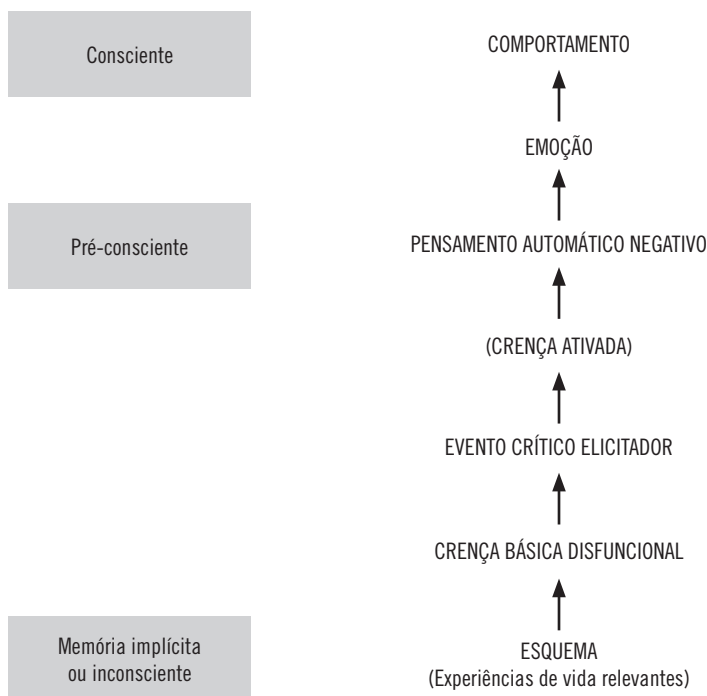 Consciente
COMPORTAMENTO
EMOÇÃO
Pré-consciente
PENSAMENTO AUTOMÁTICO NEGATIVO
(CRENÇA ATIVADA)
EVENTO CRÍTICO ELICITADOR
CRENÇA BÁSICA DISFUNCIONAL
Memória implícita
ou inconsciente
ESQUEMA
(Experiências de vida relevantes)